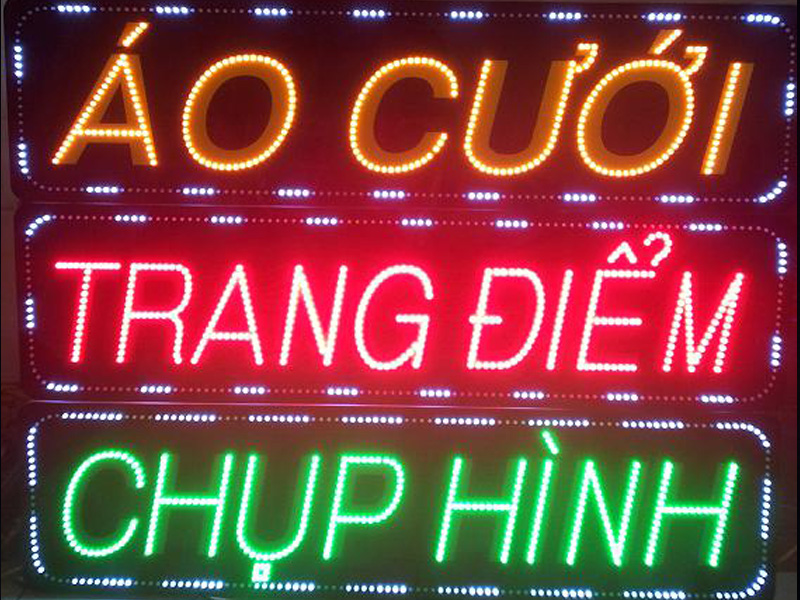 ÁO CƯỚI
TRANG ĐIỂM
CHỤP HÌNH